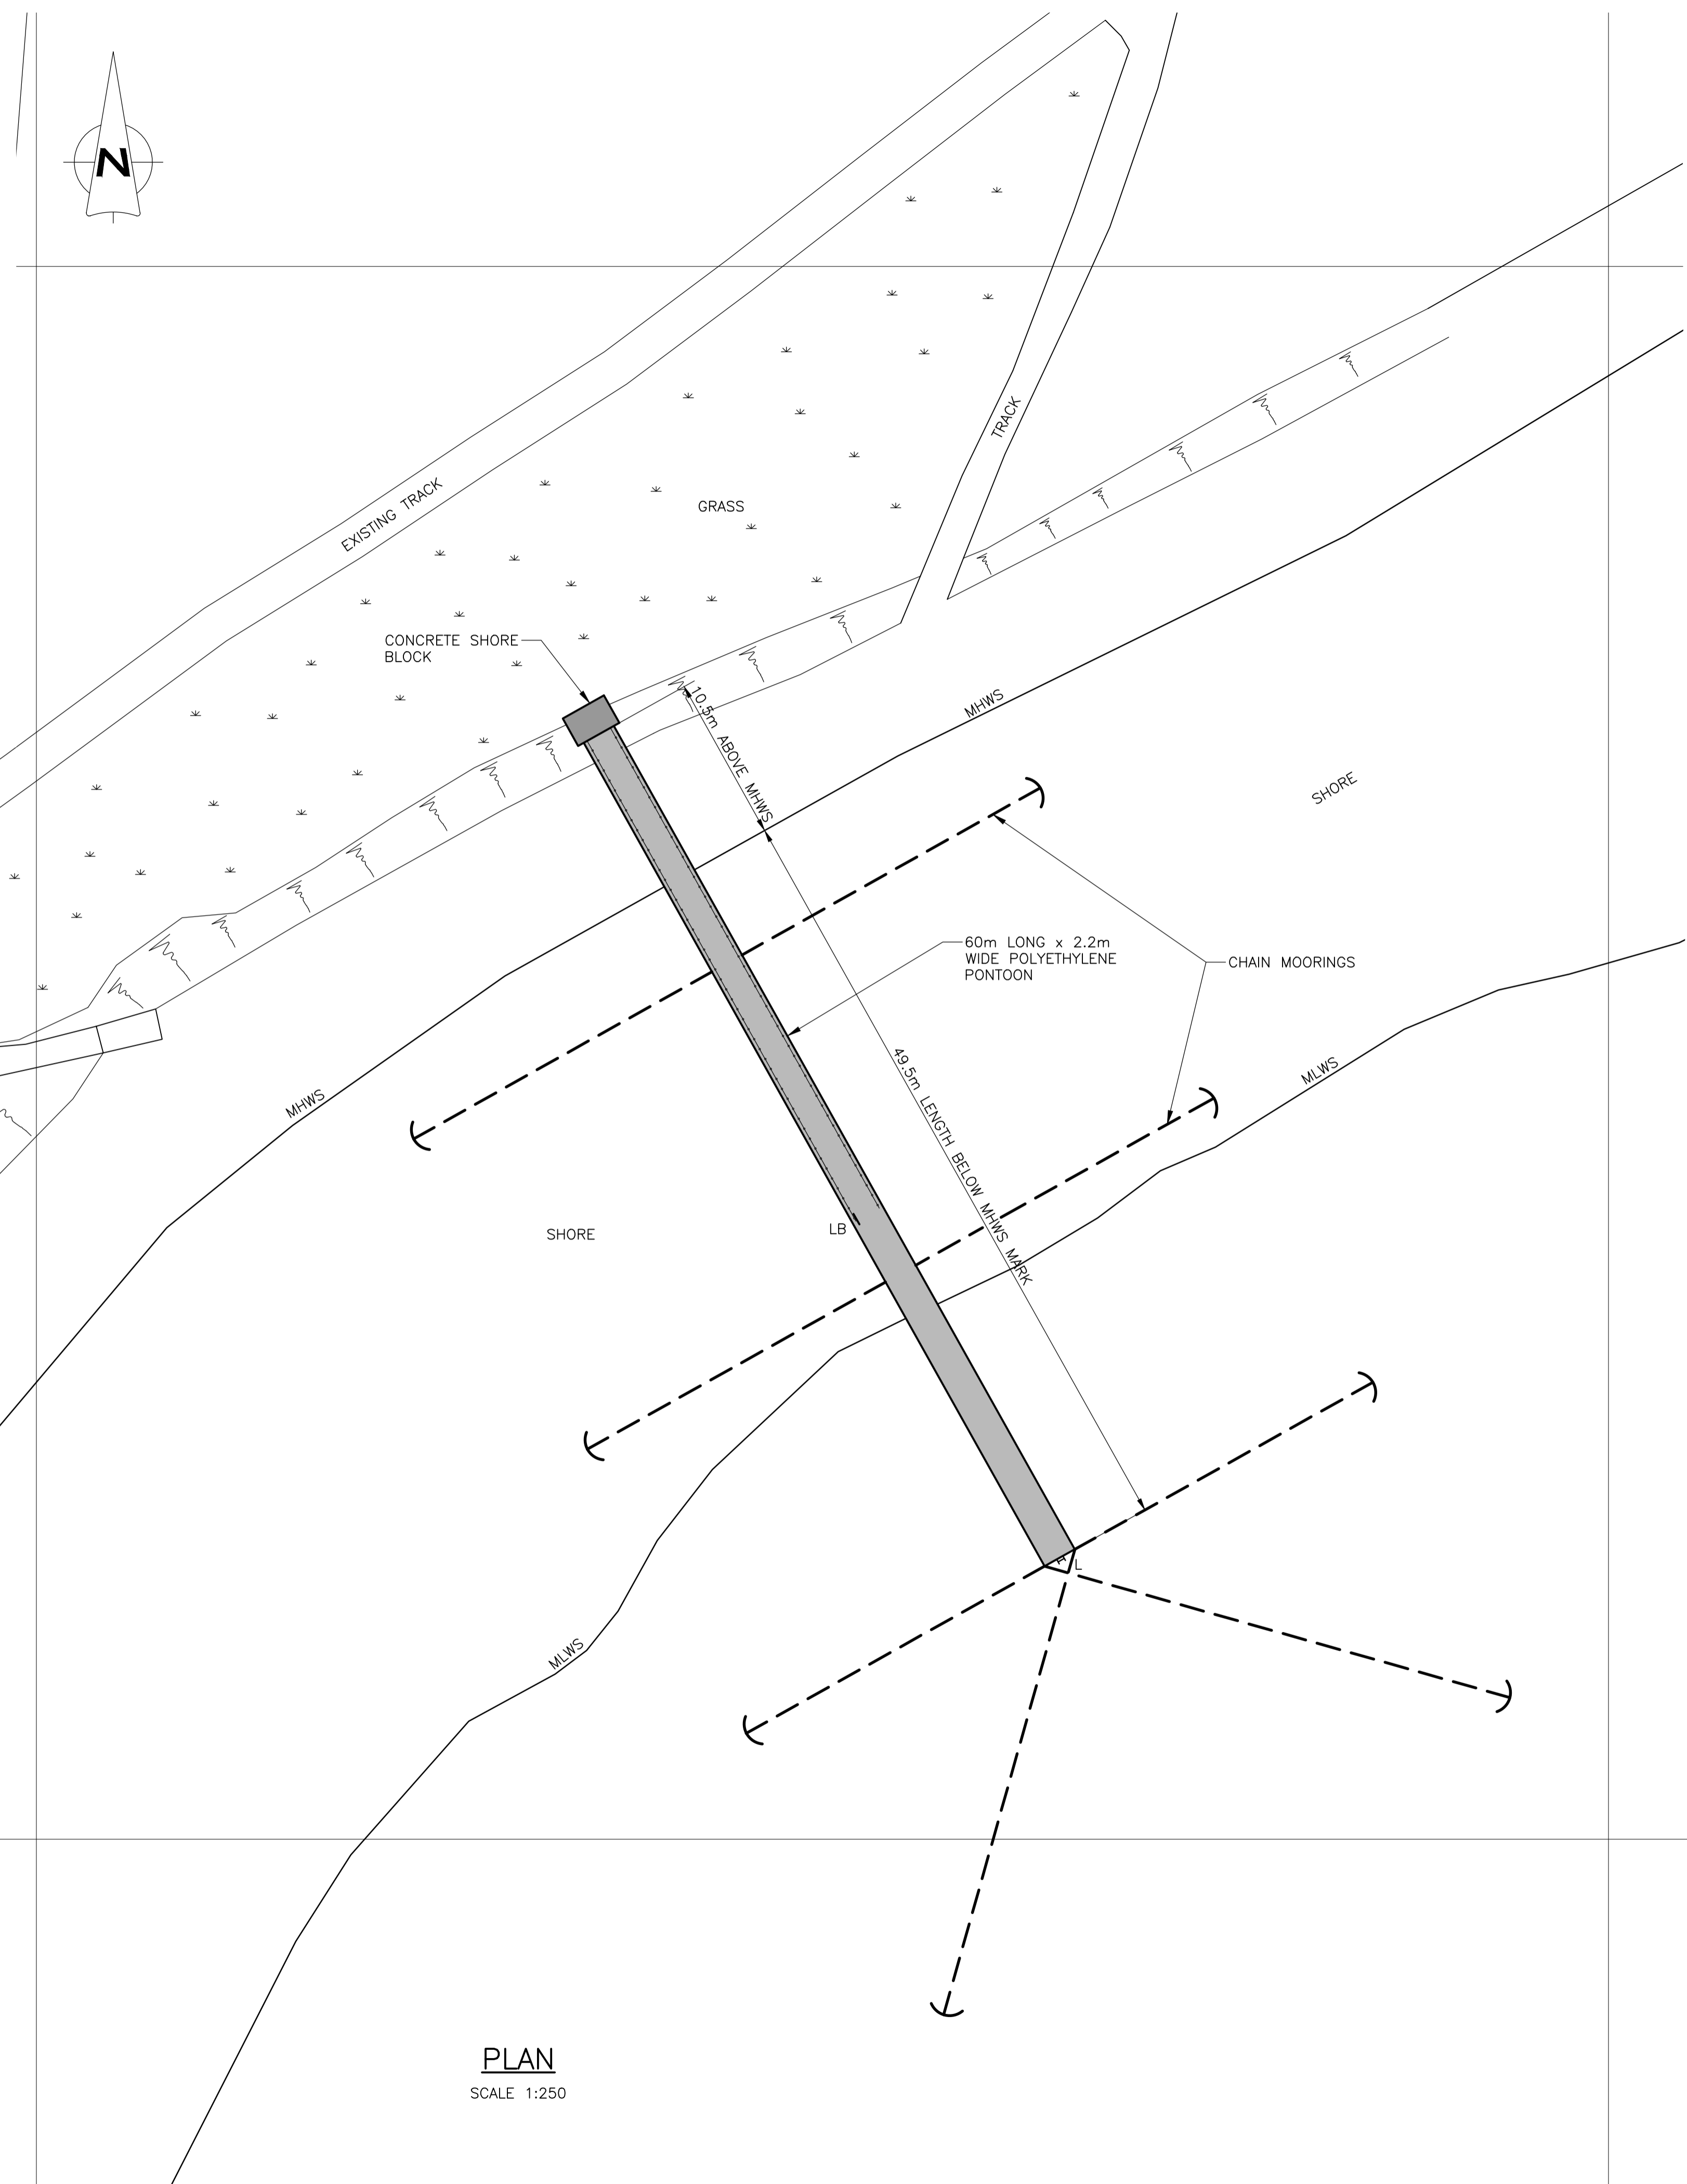 N
TRACK
EXISTING TRACK
GRASS
CONCRETE SHORE
BLOCK
10.5m ABOVE MHWS
MHWS
SHORE
60m LONG x 2.2m
WIDE POLYETHYLENE
PONTOON
CHAIN MOORINGS
49.5m LENGTH BELOW MHWS MARK
MLWS
MHWS
LB
SHORE
L
MLWS
PLAN
SCALE 1:250